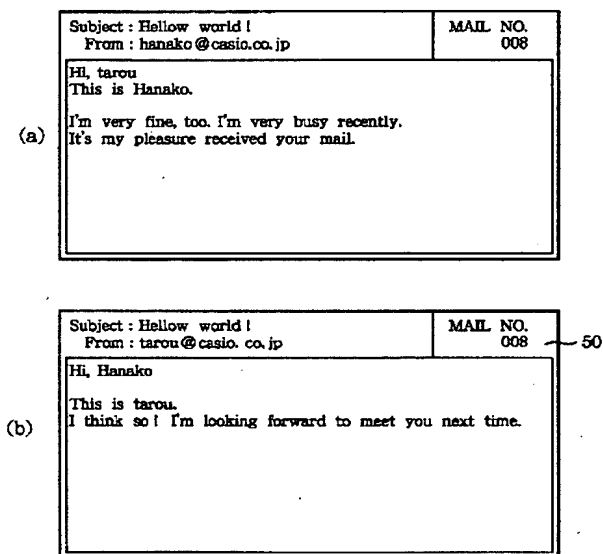 Subject : Hellow world !
MAIL NO.
From : hanako@casio.co.jp
008
Hi, tarou
This is Hanako.
I'm very fine, too. I'm very busy recently.
It's my pleasure received your mail.
(a)
Subject : Hellow world !
MAIL NO.
From : tarou@casio. co. jp
008
50
Hi, Hanako
This is tarou.
I think so ! I'm looking forward to meet you next time.
(b)